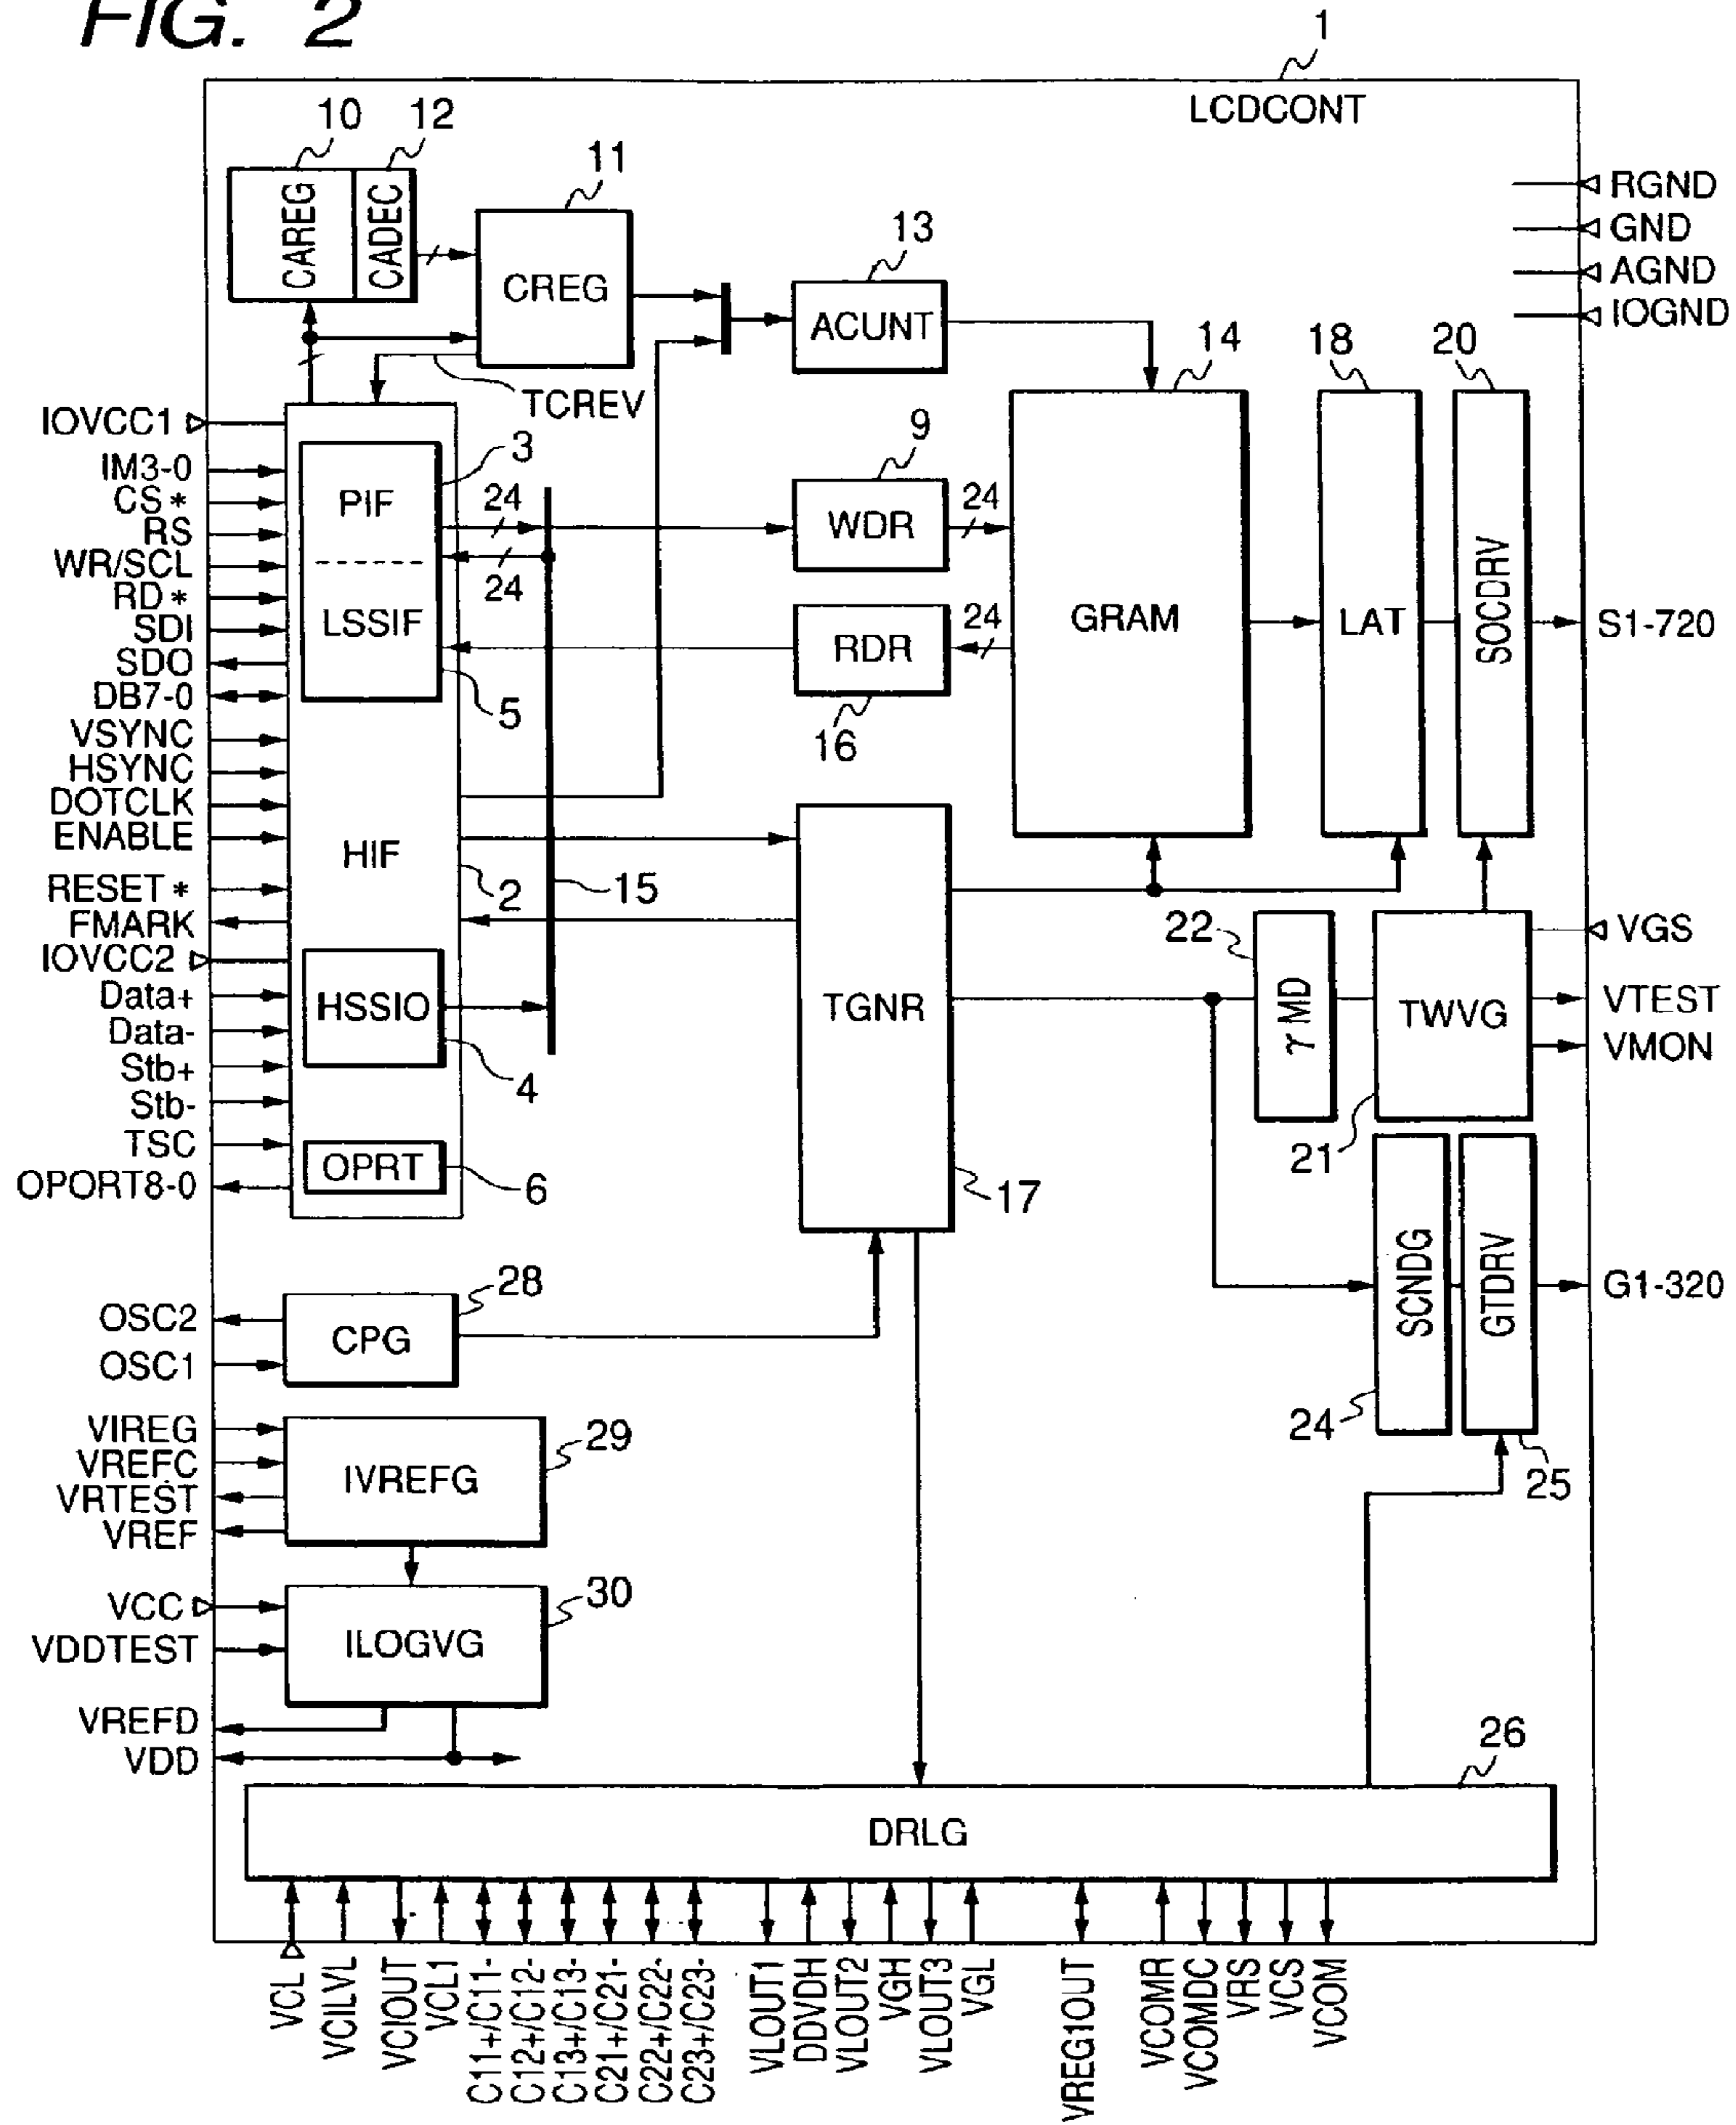 FIG. 2
1
LCDCONT
10
12
11
13
CAREG
CADEC
CREG
ACUNT
RGND
GND
AGND
IOGND
TCREV
14
18
20
IOVCC1
IM3-0
CS*
RS
WR/SCL
RD*
SDI
SDO
DB7-0
VSYNC
HSYNC
DOTCLK
ENABLE
RESET*
FMARK
IOVCC2
Data+
Data-
Stb+
Stb-
TSC
OPORT8-0
3
PIF
LSSIF
5
24
24
9
WDR
24
RDR
24
16
GRAM
LAT
SOCDRV
S1-720
HIF
2
15
HSSIO
4
OPRT
6
TGNR
17
22
γ MD
TWVG
21
VGS
VTEST
VMON
SCNDG
GTDRV
G1-320
24
25
OSC2
OSC1
CPG
28
VIREG
VREFC
VRTEST
VREF
IVREFG
29
VCC
VDDTEST
ILOGVG
30
VREFD
VDD
26
DRLG
VCL
VCILVL
VCIOUT
VCL1
C11+/C11-
C12+/C12-
C13+/C13-
C21+/C21-
C22+/C22-
C23+/C23-
VLOUT1
DDVDH
VLOUT2
VGH
VLOUT3
VGL
VREG1OUT
VCOMR
VCOMDC
VRS
VCS
VCOM